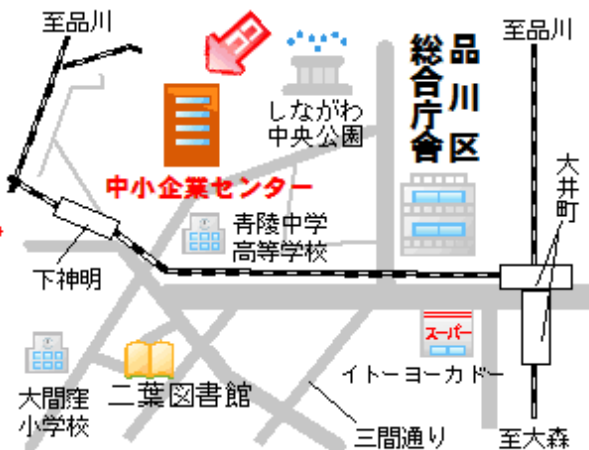 至品川
しながわ
中央公園
品川区
総合庁舎
至品川
大井町
中小企業センター
青陵中学
高等学校
下神明
スーパー
イトーヨーカドー
大間窪
小学校
二葉図書館
三間通り
至大森